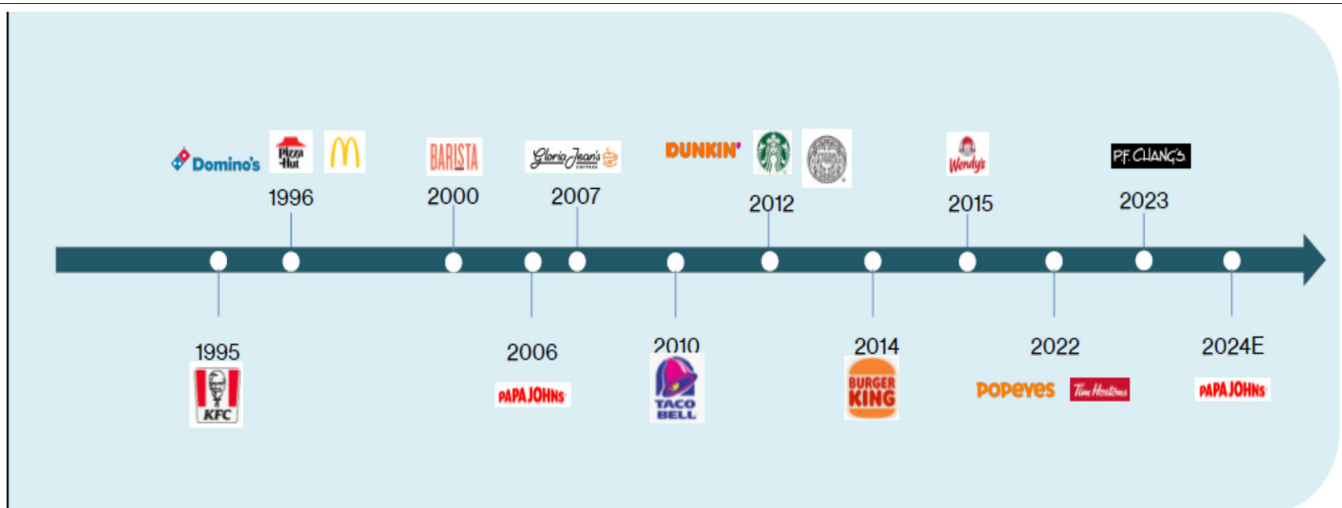 Domino's
Pizza
Hut
1996
BARISTA
2000
Gloria Jean's
COFFEES
2007
DUNKIN'
2012
Wendy's
2015
P.F. CHANG'S
2023
1995
KFC
2006
PAPA JOHNS
2010
TACO
BELL
2014
BURGER
KING
2022
POPEYES
Tim Hortons
2024E
PAPA JOHNS